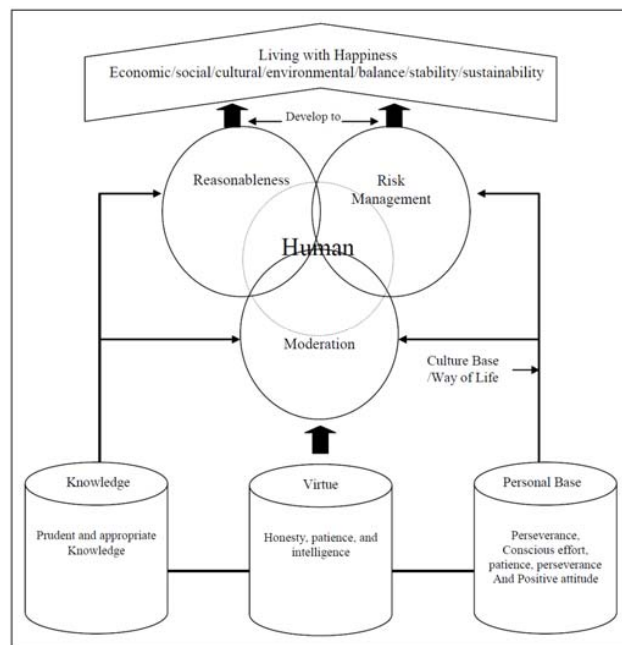 Living with Happiness
Economic/social/cultural/environmental/balance/stability/sustainability
Develop to
Reasonableness
Risk
Management
Human
Moderation
Culture Base
/Way of Life
Knowledge
Prudent and appropriate
Knowledge
Virtue
Honesty, patience, and
intelligence
Personal Base
Perseverance,
Conscious effort,
patience, perseverance
And Positive attitude